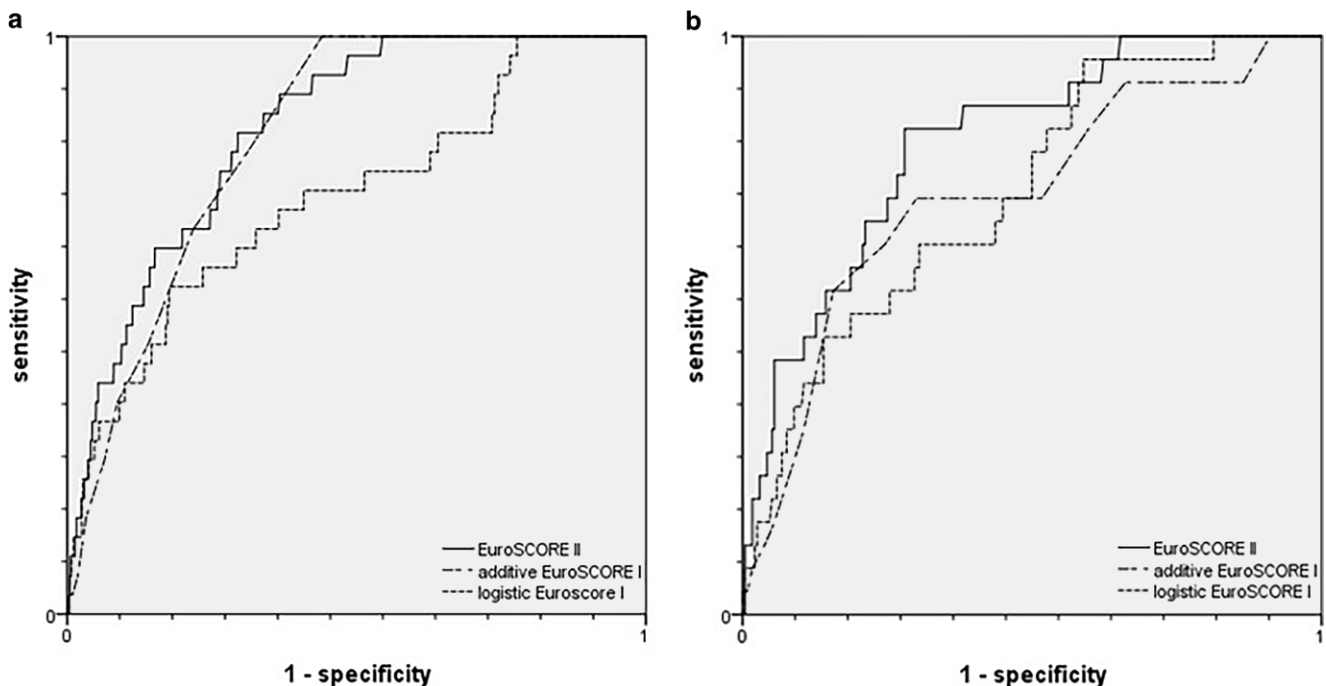 a
1
sensitivity
EuroSCORE II
additive EuroSCORE I
logistic Euroscore I
0
0
1
1 - specificity
b
1
sensitivity
EuroSCORE II
additive EuroSCORE I
logistic EuroSCORE I
0
0
1
1 - specificity